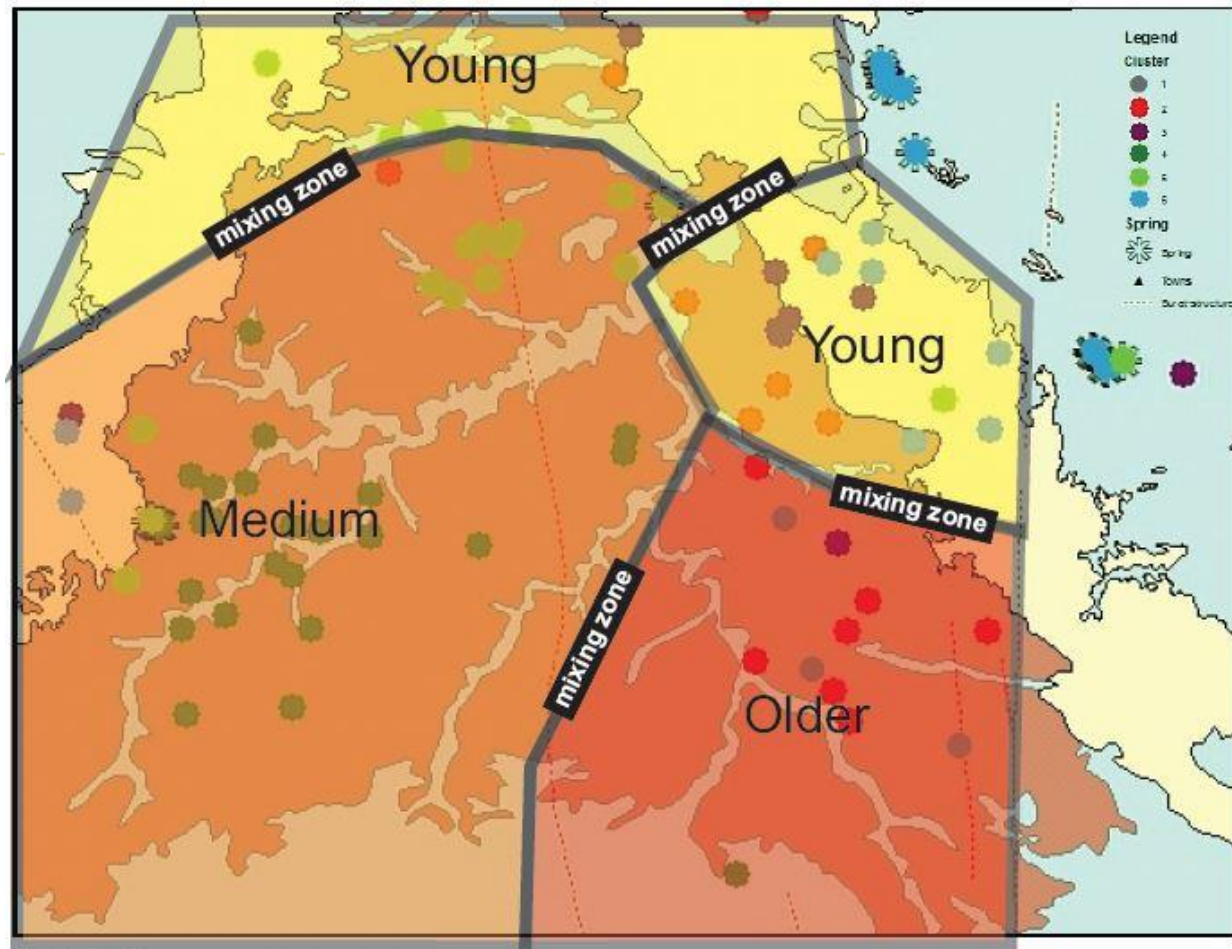 Young
mixing zone
mixing zone
Young
Medium
mixing zone
mixing zone
Older
Legend
Cluster
1
2
3
4
5
6
Spring
Spring
Towns